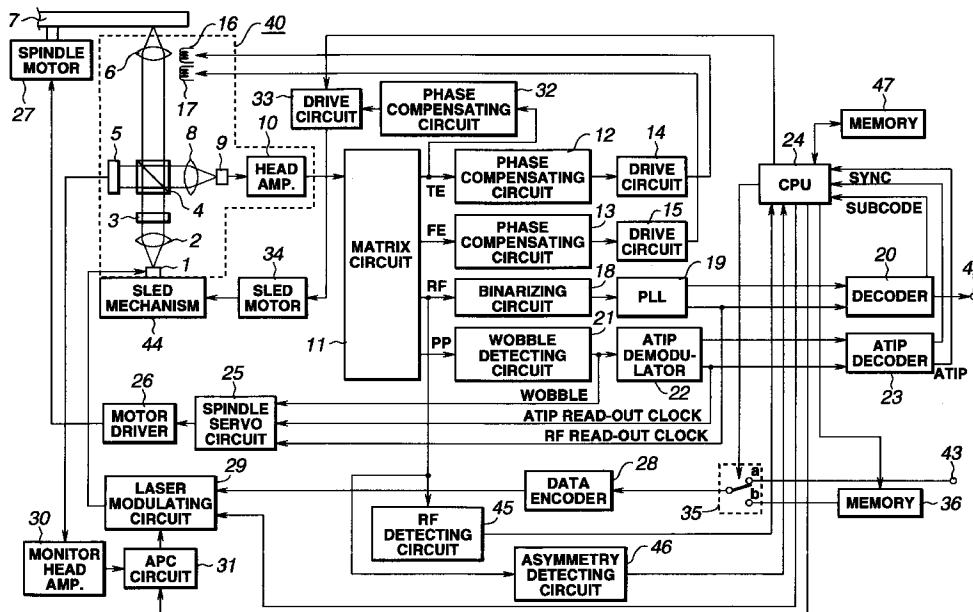 7
16
40
6
17
SPINDLE
MOTOR
27
33
DRIVE
CIRCUIT
PHASE
COMPENSATING
CIRCUIT
32
47
MEMORY
5
8
9
10
HEAD
AMP.
12
PHASE
COMPENSATING
CIRCUIT
14
DRIVE
CIRCUIT
24
CPU
SYNC
SUBCODE
TE
4
3
2
1
MATRIX
CIRCUIT
11
FE
13
PHASE
COMPENSATING
CIRCUIT
15
DRIVE
CIRCUIT
34
SLED
MECHANISM
44
SLED
MOTOR
RF
18
BINARIZING
CIRCUIT
19
PLL
20
DECODER
PP
21
WOBBLE
DETECTING
CIRCUIT
ATIP
DEMODU-
LATOR
22
ATIP
DECODER
23
ATIP
26
MOTOR
DRIVER
25
SPINDLE
SERVO
CIRCUIT
WOBBLE
ATIP READ-OUT CLOCK
RF READ-OUT CLOCK
29
LASER
MODULATING
CIRCUIT
28
DATA
ENCODER
a
b
35
43
MEMORY
36
30
MONITOR
HEAD
AMP.
APC
CIRCUIT
31
RF
DETECTING
CIRCUIT
45
ASYMMETRY
DETECTING
CIRCUIT
46